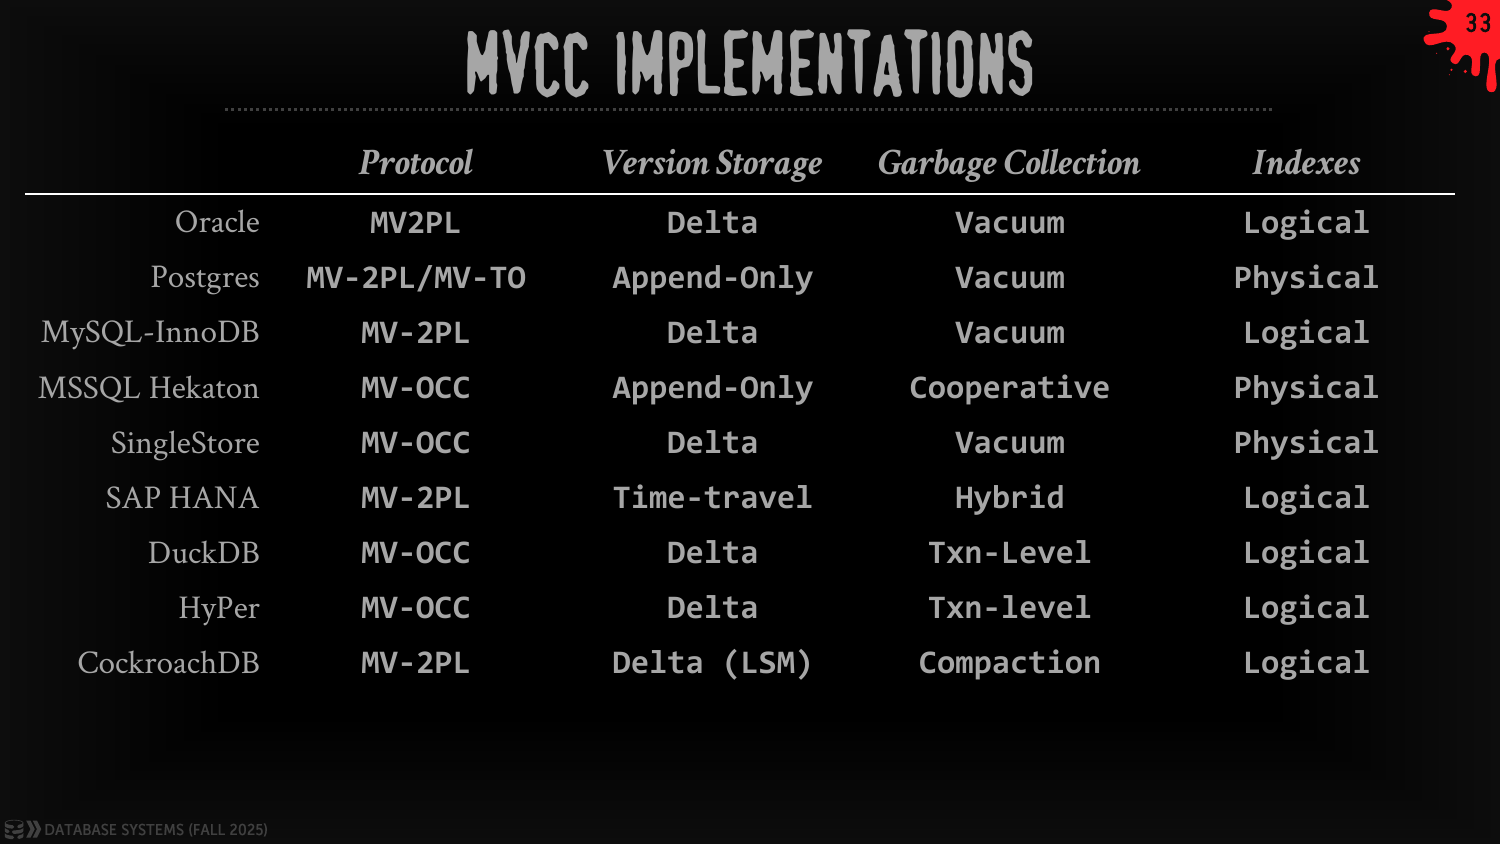 33
MVCC IMPLEMENTATIONS
Protocol Version Storage Garbage Collection Indexes
Oracle MV2PL Delta Vacuum Logical
Postgres MV-2PL/MV-TO Append-Only Vacuum Physical
MySQL-InnoDB MV-2PL Delta Vacuum Logical
MSSQL Hekaton MV-OCC Append-Only Cooperative Physical
SingleStore MV-OCC Delta Vacuum Physical
SAP HANA MV-2PL Time-travel Hybrid Logical
DuckDB MV-OCC Delta Txn-Level Logical
HyPer MV-OCC Delta Txn-level Logical
CockroachDB MV-2PL Delta (LSM) Compaction Logical
DATABASE SYSTEMS (FALL 2025)